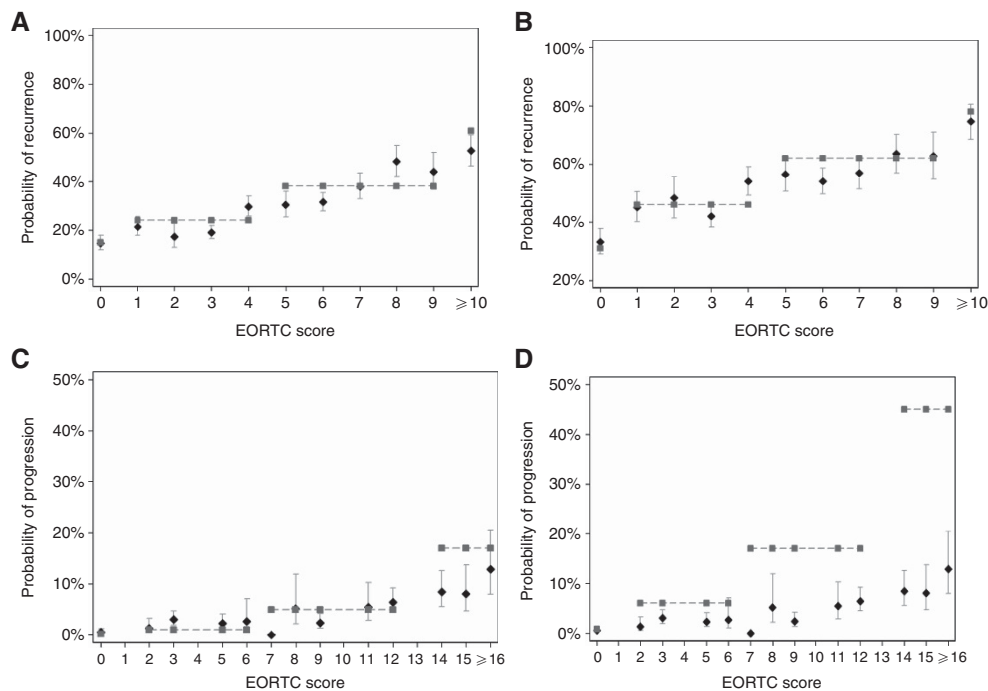 A
100%
80%
60%
40%
20%
0%
Probability of recurrence
0 1 2 3 4 5 6 7 8 9 ⩾10
EORTC score
B
100%
80%
60%
40%
20%
Probability of recurrence
0 1 2 3 4 5 6 7 8 9 ⩾10
EORTC score
C
50%
40%
30%
20%
10%
0%
Probability of progression
0 1 2 3 4 5 6 7 8 9 10 11 12 13 14 15 ⩾16
EORTC score
D
50%
40%
30%
20%
10%
0%
Probability of progression
0 1 2 3 4 5 6 7 8 9 10 11 12 13 14 15 ⩾16
EORTC score